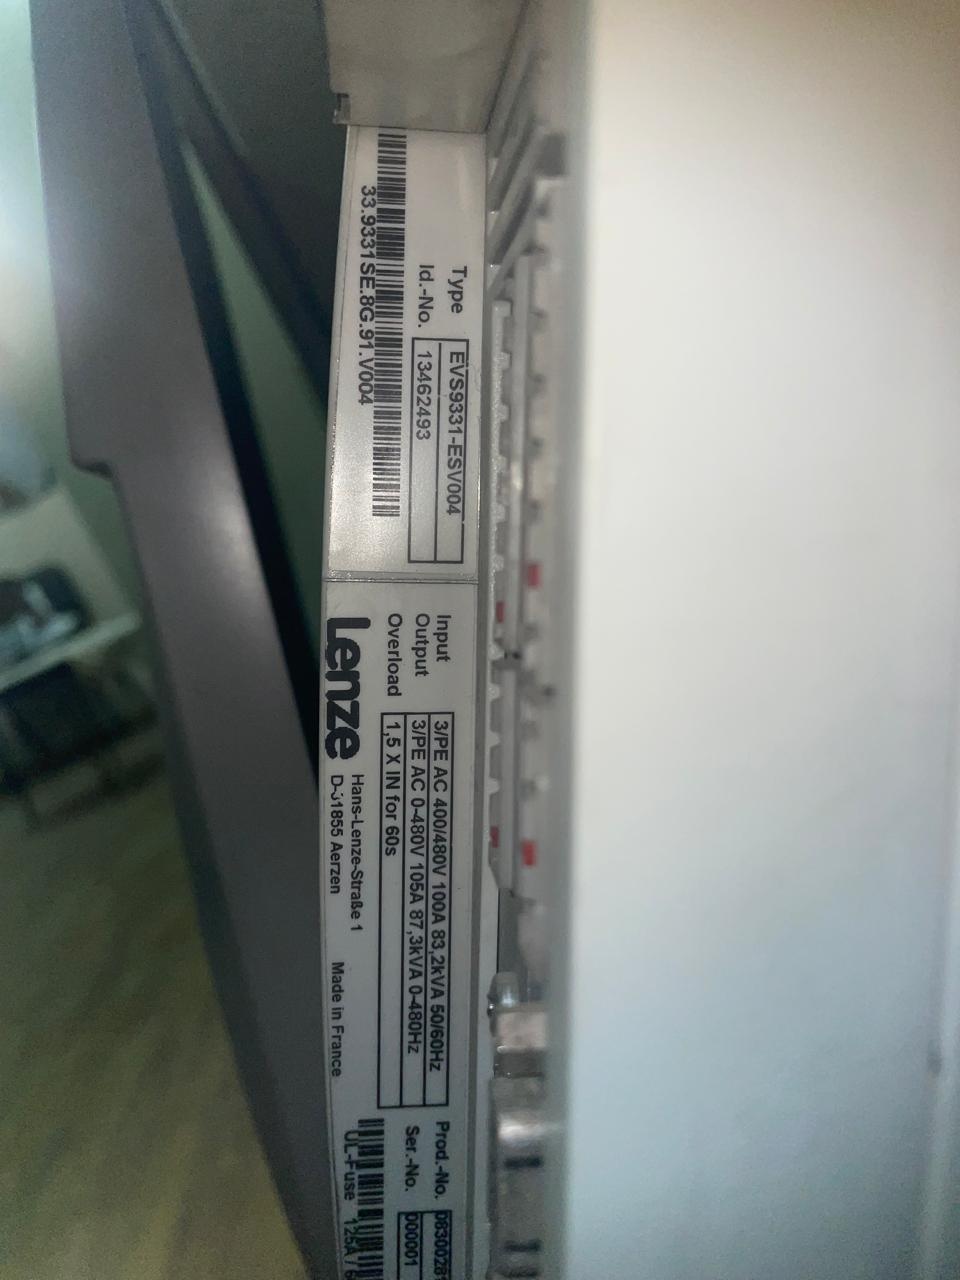 Type EVS9331-ESV004
Id.-No. 13462493
33.9331SE.8G.91.V004
Input 3/PE AC 400/480V 100A 83,2kVA 50/60Hz
Output 3/PE AC 0-480V 105A 87,3kVA 0-480Hz
Overload 1,5 X IN for 60s
Lenze
Hans-Lenze-Straße 1
D-31855 Aerzen
Made in France
Prod.-No.
Ser.-No. 000001
UL-Fuse 125A /